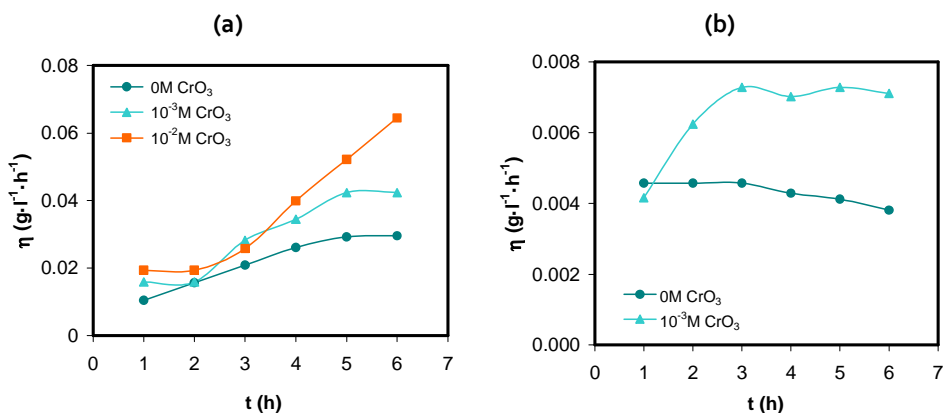 (a)
0.08
0.06
0.04
0.02
0
η (g·l⁻¹·h⁻¹)
0M CrO₃
10⁻³M CrO₃
10⁻²M CrO₃
0 1 2 3 4 5 6 7
t (h)
(b)
0.008
0.006
0.004
0.002
0.000
η (g·l⁻¹·h⁻¹)
0M CrO₃
10⁻³M CrO₃
0 1 2 3 4 5 6 7
t (h)